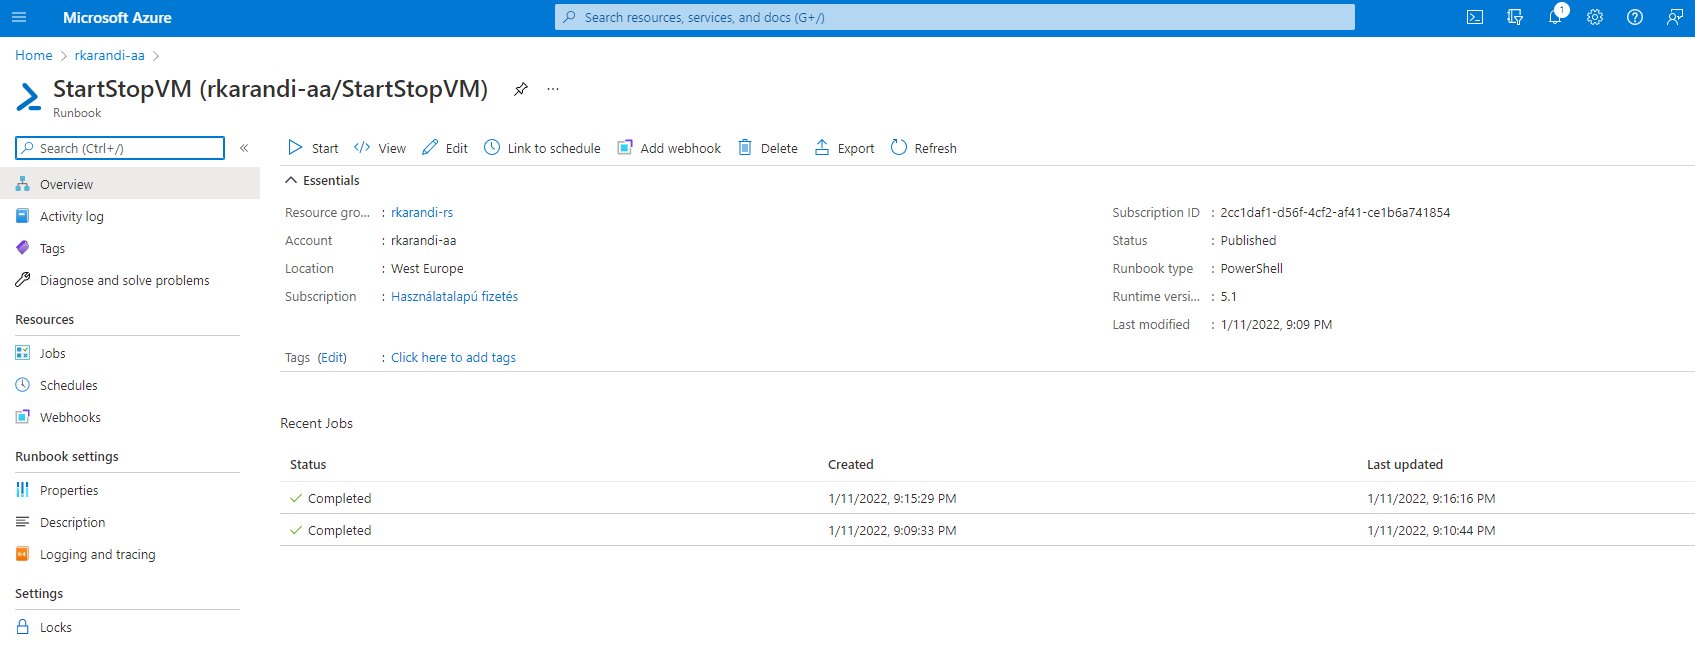 Microsoft Azure
Search resources, services, and docs (G+/)
1
Home > rkarandi-aa >
StartStopVM (rkarandi-aa/StartStopVM) ...
Runbook
Search (Ctrl+/) «
Start View Edit Link to schedule Add webhook Delete Export Refresh
Overview
Activity log
Tags
Diagnose and solve problems
Resources
Jobs
Schedules
Webhooks
Runbook settings
Properties
Description
Logging and tracing
Settings
Locks
Essentials
Resource gro... : rkarandi-rs
Account : rkarandi-aa
Location : West Europe
Subscription : Használatalapú fizetés
Subscription ID : 2cc1daf1-d56f-4cf2-af41-ce1b6a741854
Status : Published
Runbook type : PowerShell
Runtime versi... : 5.1
Last modified : 1/11/2022, 9:09 PM
Tags (Edit) : Click here to add tags
Recent Jobs
Status Created Last updated
Completed 1/11/2022, 9:15:29 PM 1/11/2022, 9:16:16 PM
Completed 1/11/2022, 9:09:33 PM 1/11/2022, 9:10:44 PM